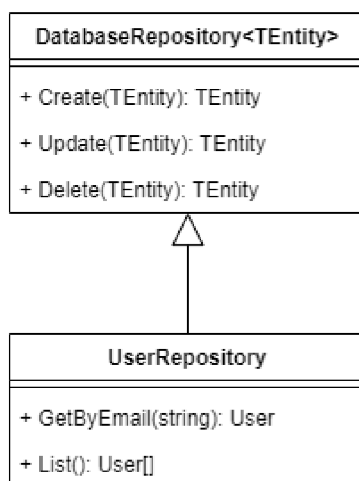 DatabaseRepository<TEntity>
+ Create(TEntity): TEntity
+ Update(TEntity): TEntity
+ Delete(TEntity): TEntity
UserRepository
+ GetByEmail(string): User
+ List(): User[]